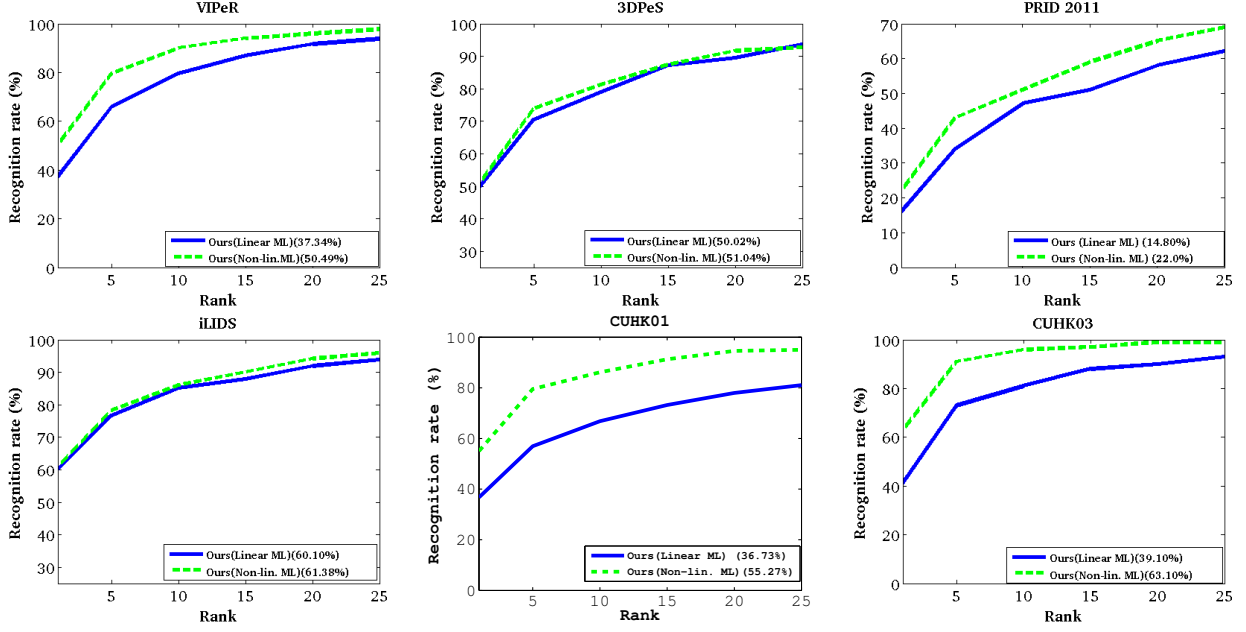 VIPeR
Recognition rate (%)
100
80
60
40
20
0
5
10
15
20
25
Rank
Ours(Linear ML)(37.34%)
Ours(Non-lin.ML)(50.49%)
3DPeS
Recognition rate (%)
100
90
80
70
60
50
40
30
5
10
15
20
25
Rank
Ours(Linear ML)(50.02%)
Ours(Non-lin. ML)(51.04%)
PRID 2011
Recognition rate (%)
70
60
50
40
30
20
10
0
5
10
15
20
25
Rank
Ours (Linear ML) (14.80%)
Ours (Non-lin. ML) (22.0%)
iLIDS
Recognition rate (%)
100
90
80
70
60
50
40
30
5
10
15
20
25
Rank
Ours(Linear ML)(60.10%)
Ours(Non-lin. ML)(61.38%)
CUHK01
Recognition rate (%)
100
80
60
40
20
0
5
10
15
20
25
Rank
Ours(Linear ML) (36.73%)
Ours(Non-lin. ML)(55.27%)
CUHK03
Recognition rate (%)
100
80
60
40
20
0
5
10
15
20
25
Rank
Ours(Linear ML)(39.10%)
Ours(Non-lin. ML)(63.10%)